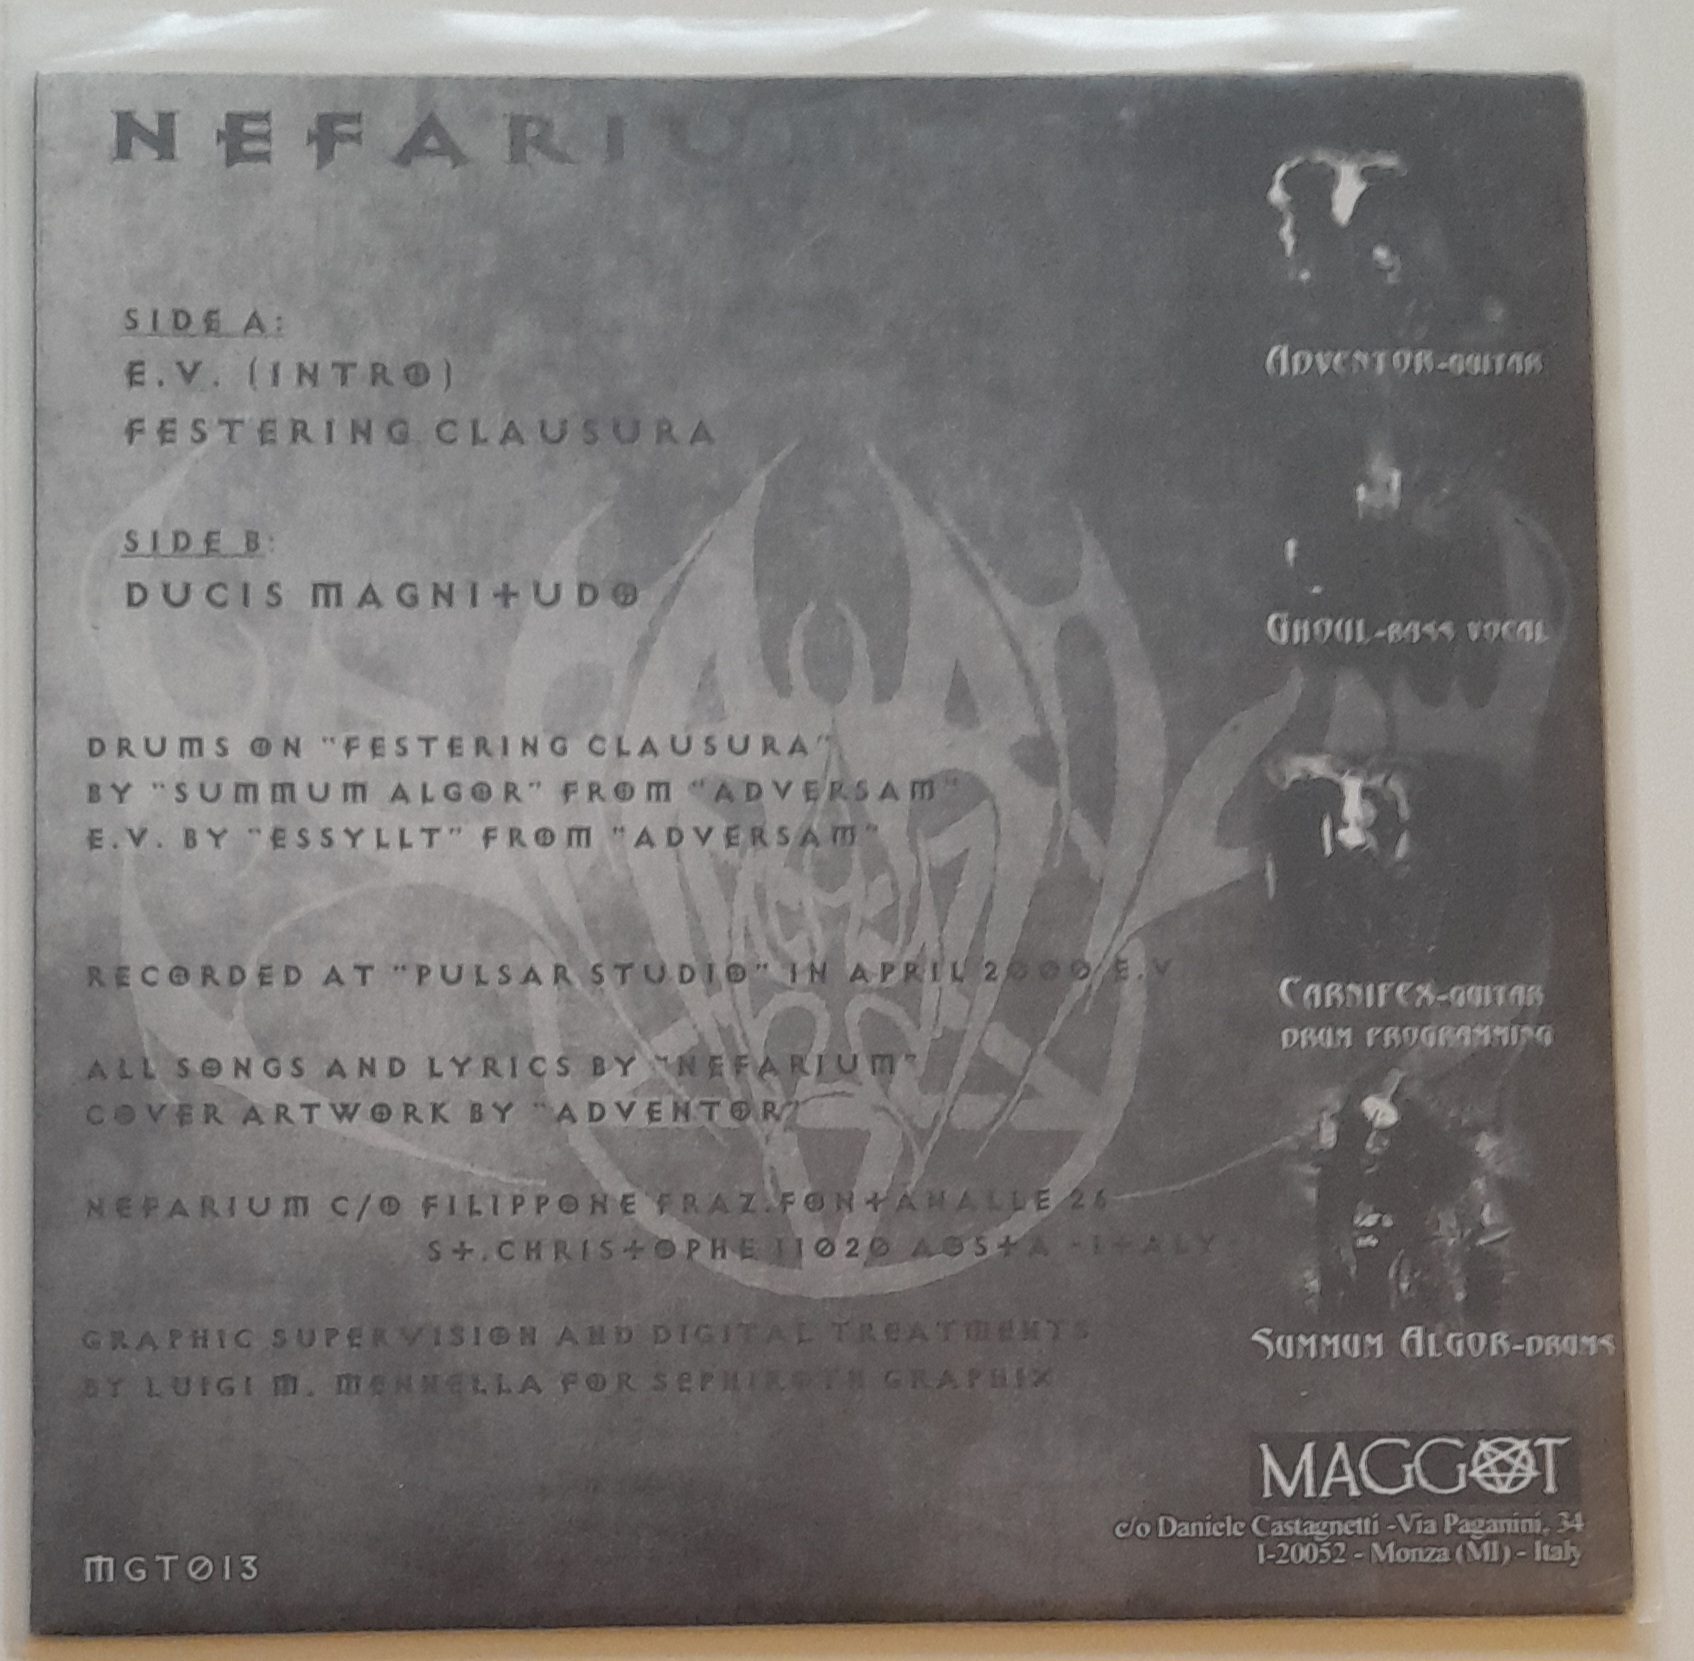 NEFARIUM
SIDE A:
E.V. (INTRO)
FESTERING CLAUSURA
SIDE B:
DUCIS MAGNITUDO
DRUMS ON "FESTERING CLAUSURA"
BY "SUMMUM ALGOR" FROM "ADVERSAM"
E.V. BY "ESSYLLT" FROM "ADVERSAM"
RECORDED AT "PULSAR STUDIO" IN APRIL 2000 E.V.
ALL SONGS AND LYRICS BY "NEFARIUM"
COVER ARTWORK BY "ADVENTOR"
NEFARIUM C/O FILIPPONE FRAZ.FONTANALLE 26
ST.CHRISTOPHE 11020 AOSTA -ITALY-
GRAPHIC SUPERVISION AND DIGITAL TREATMENTS
BY LUIGI M. MENNELLA FOR SEPHIROTH GRAPHIX
MGT013
ADVENTOR-GUITAR
GHOUL-BASS VOCAL
CARNIFEX-GUITAR
DRUM PROGRAMMING
SUMMUM ALGOR-DRUMS
MAGGOT
c/o Daniele Castagnetti -Via Paganini, 34
I-20052 - Monza (MI) - Italy